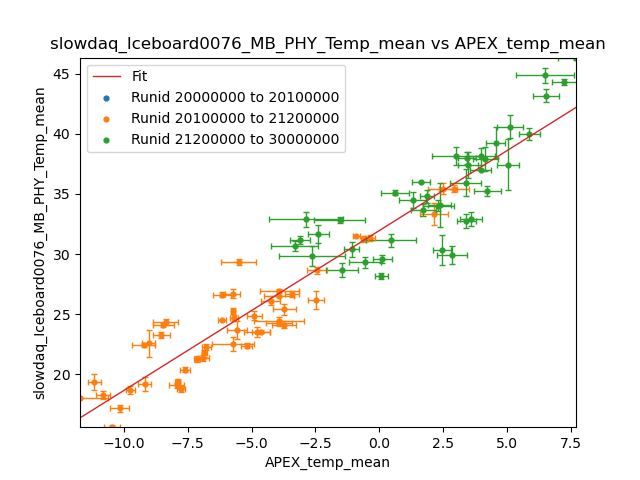 slowdaq_Iceboard0076_MB_PHY_Temp_mean vs APEX_temp_mean
Fit
Runid 20000000 to 20100000
Runid 20100000 to 21200000
Runid 21200000 to 30000000
slowdaq_Iceboard0076_MB_PHY_Temp_mean
45
40
35
30
25
20
−10.0 −7.5 −5.0 −2.5 0.0 2.5 5.0 7.5
APEX_temp_mean